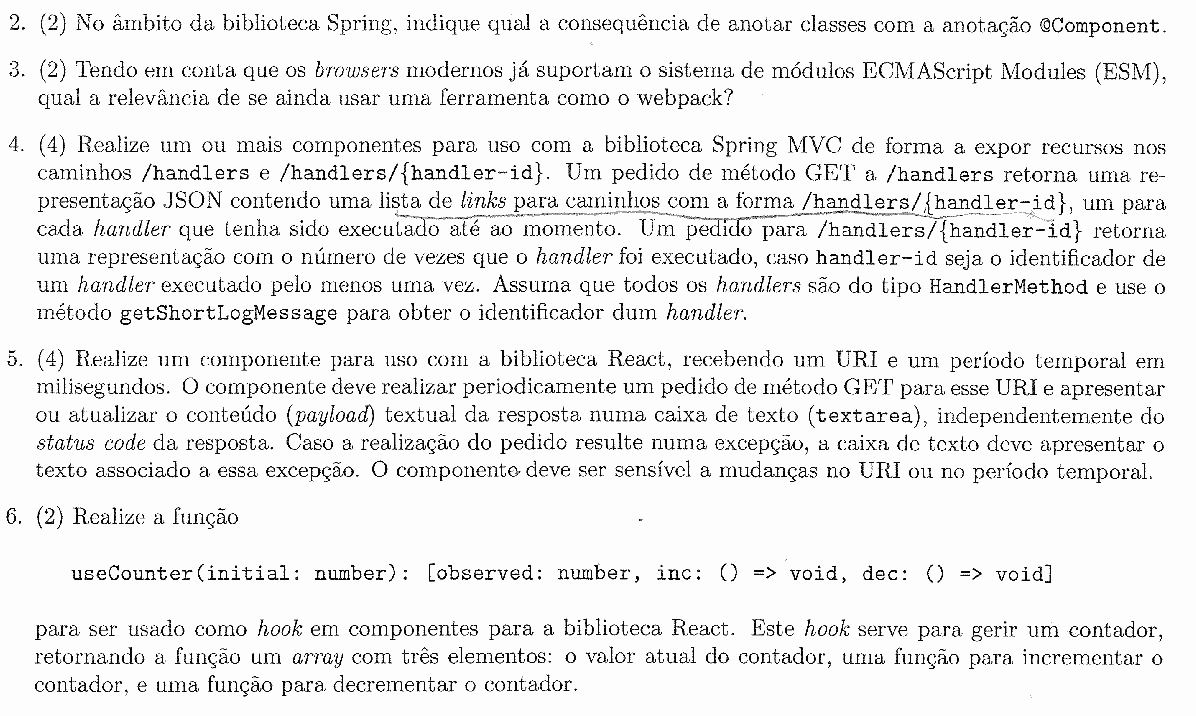 2. (2) No âmbito da biblioteca Spring, indique qual a consequência de anotar classes com a anotação @Component.
3. (2) Tendo em conta que os browsers modernos já suportam o sistema de módulos ECMAScript Modules (ESM),
qual a relevância de se ainda usar uma ferramenta como o webpack?
4. (4) Realize um ou mais componentes para uso com a biblioteca Spring MVC de forma a expor recursos nos
caminhos /handlers e /handlers/{handler-id}. Um pedido de método GET a /handlers retorna uma re-
presentação JSON contendo uma lista de links para caminhos com a forma /handlers/{handler-id}, um para
cada handler que tenha sido executado até ao momento. Um pedido para /handlers/{handler-id} retorna
uma representação com o número de vezes que o handler foi executado, caso handler-id seja o identificador de
um handler executado pelo menos uma vez. Assuma que todos os handlers são do tipo HandlerMethod e use o
método getShortLogMessage para obter o identificador dum handler.
5. (4) Realize um componente para uso com a biblioteca React, recebendo um URI e um período temporal em
milisegundos. O componente deve realizar periodicamente um pedido de método GET para esse URI e apresentar
ou atualizar o conteúdo (payload) textual da resposta numa caixa de texto (textarea), independentemente do
status code da resposta. Caso a realização do pedido resulte numa excepção, a caixa de texto deve apresentar o
texto associado a essa excepção. O componente deve ser sensível a mudanças no URI ou no período temporal.
6. (2) Realize a função
useCounter(initial: number): [observed: number, inc: () => void, dec: () => void]
para ser usado como hook em componentes para a biblioteca React. Este hook serve para gerir um contador,
retornando a função um array com três elementos: o valor atual do contador, uma função para incrementar o
contador, e uma função para decrementar o contador.